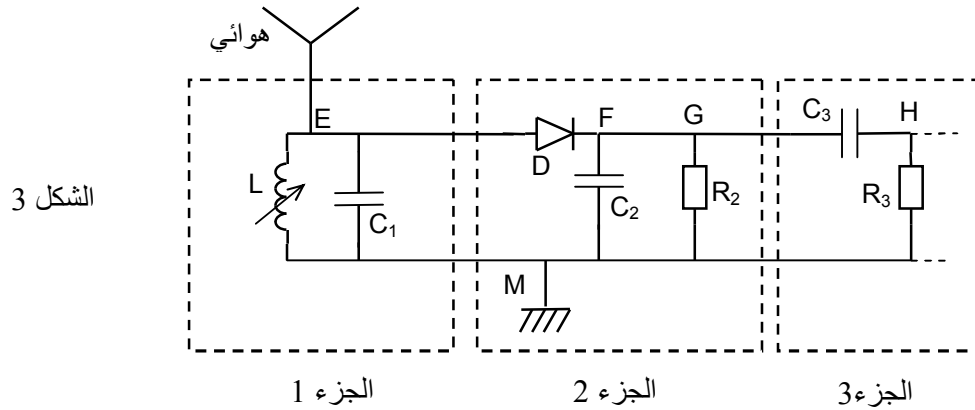 هوائي
E
F
G
C₃
H
D
L
C₁
C₂
R₂
R₃
الشكل 3
M
الجزء 1
الجزء 2
الجزء3